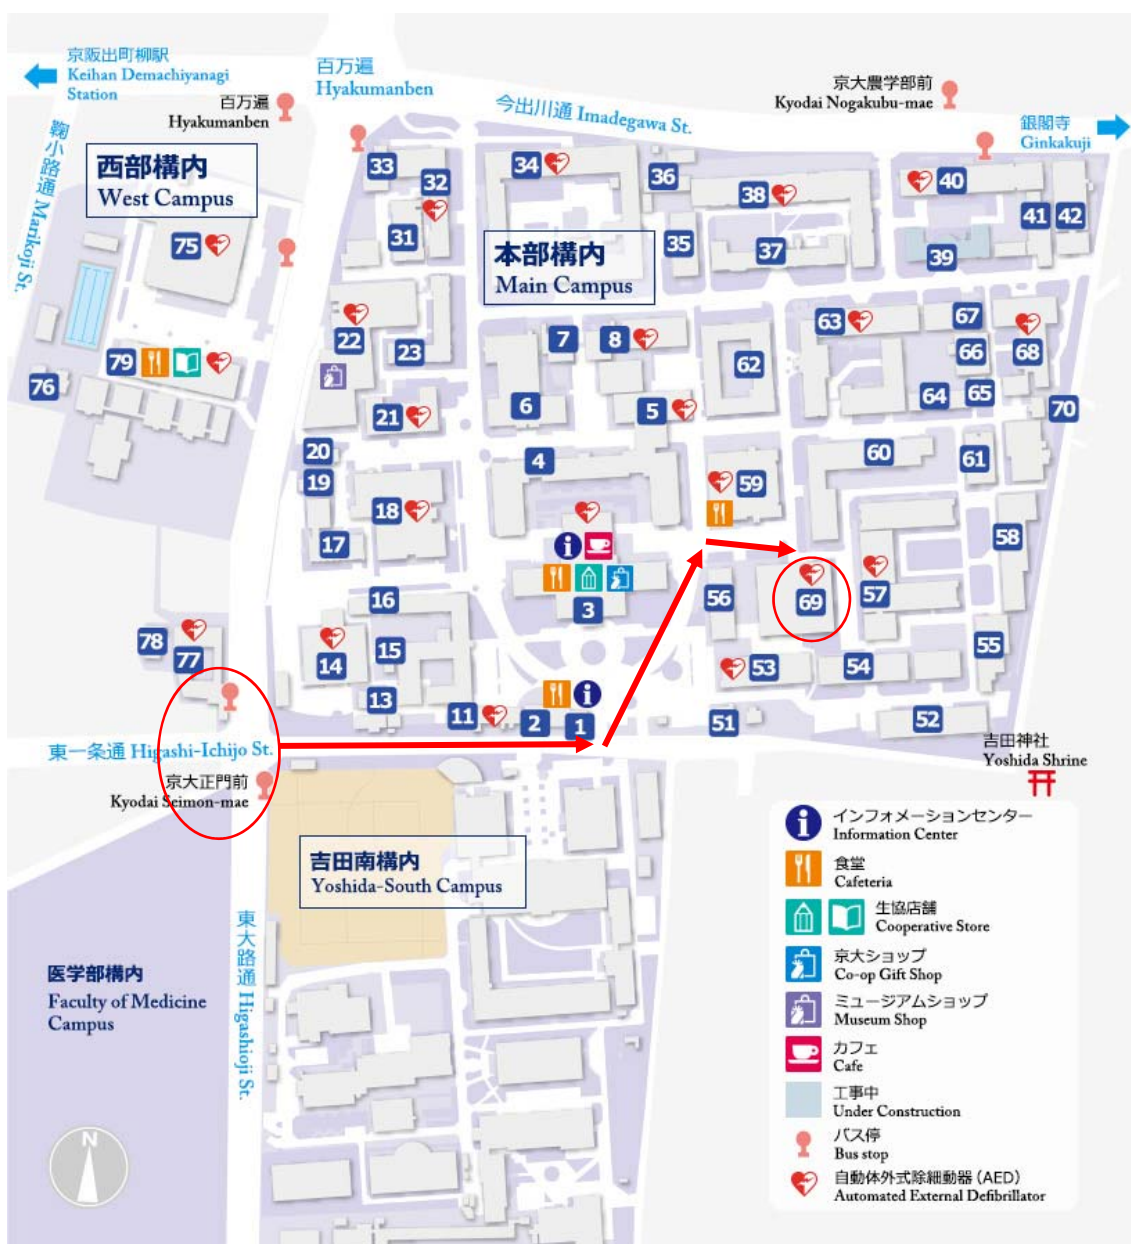 京阪出町柳駅
Keihan Demachiyanagi
Station
百万遍
Hyakumanben
百万遍
Hyakumanben
今出川通 Imadegawa St.
京大農学部前
Kyodai Nogakubu-mae
銀閣寺
Ginkakuji
鞠小路通 Marikoji St.
西部構内
West Campus
本部構内
Main Campus
33
32
31
34
36
38
35
37
40
41
42
39
75
22
23
7
8
62
63
67
66
68
79
76
21
6
5
64
65
70
20
19
4
59
60
61
18
17
58
3
16
56
69
57
78
77
14
15
53
54
55
13
11
2
1
51
52
東一条通 Higashi-Ichijo St.
京大正門前
Kyodai Seimon-mae
吉田神社
Yoshida Shrine
吉田南構内
Yoshida-South Campus
東大路通 Higashioji St.
医学部構内
Faculty of Medicine
Campus
N
インフォメーションセンター
Information Center
食堂
Cafeteria
生協店舗
Cooperative Store
京大ショップ
Co-op Gift Shop
ミュージアムショップ
Museum Shop
カフェ
Cafe
工事中
Under Construction
バス停
Bus stop
自動体外式除細動器（AED）
Automated External Defibrillator